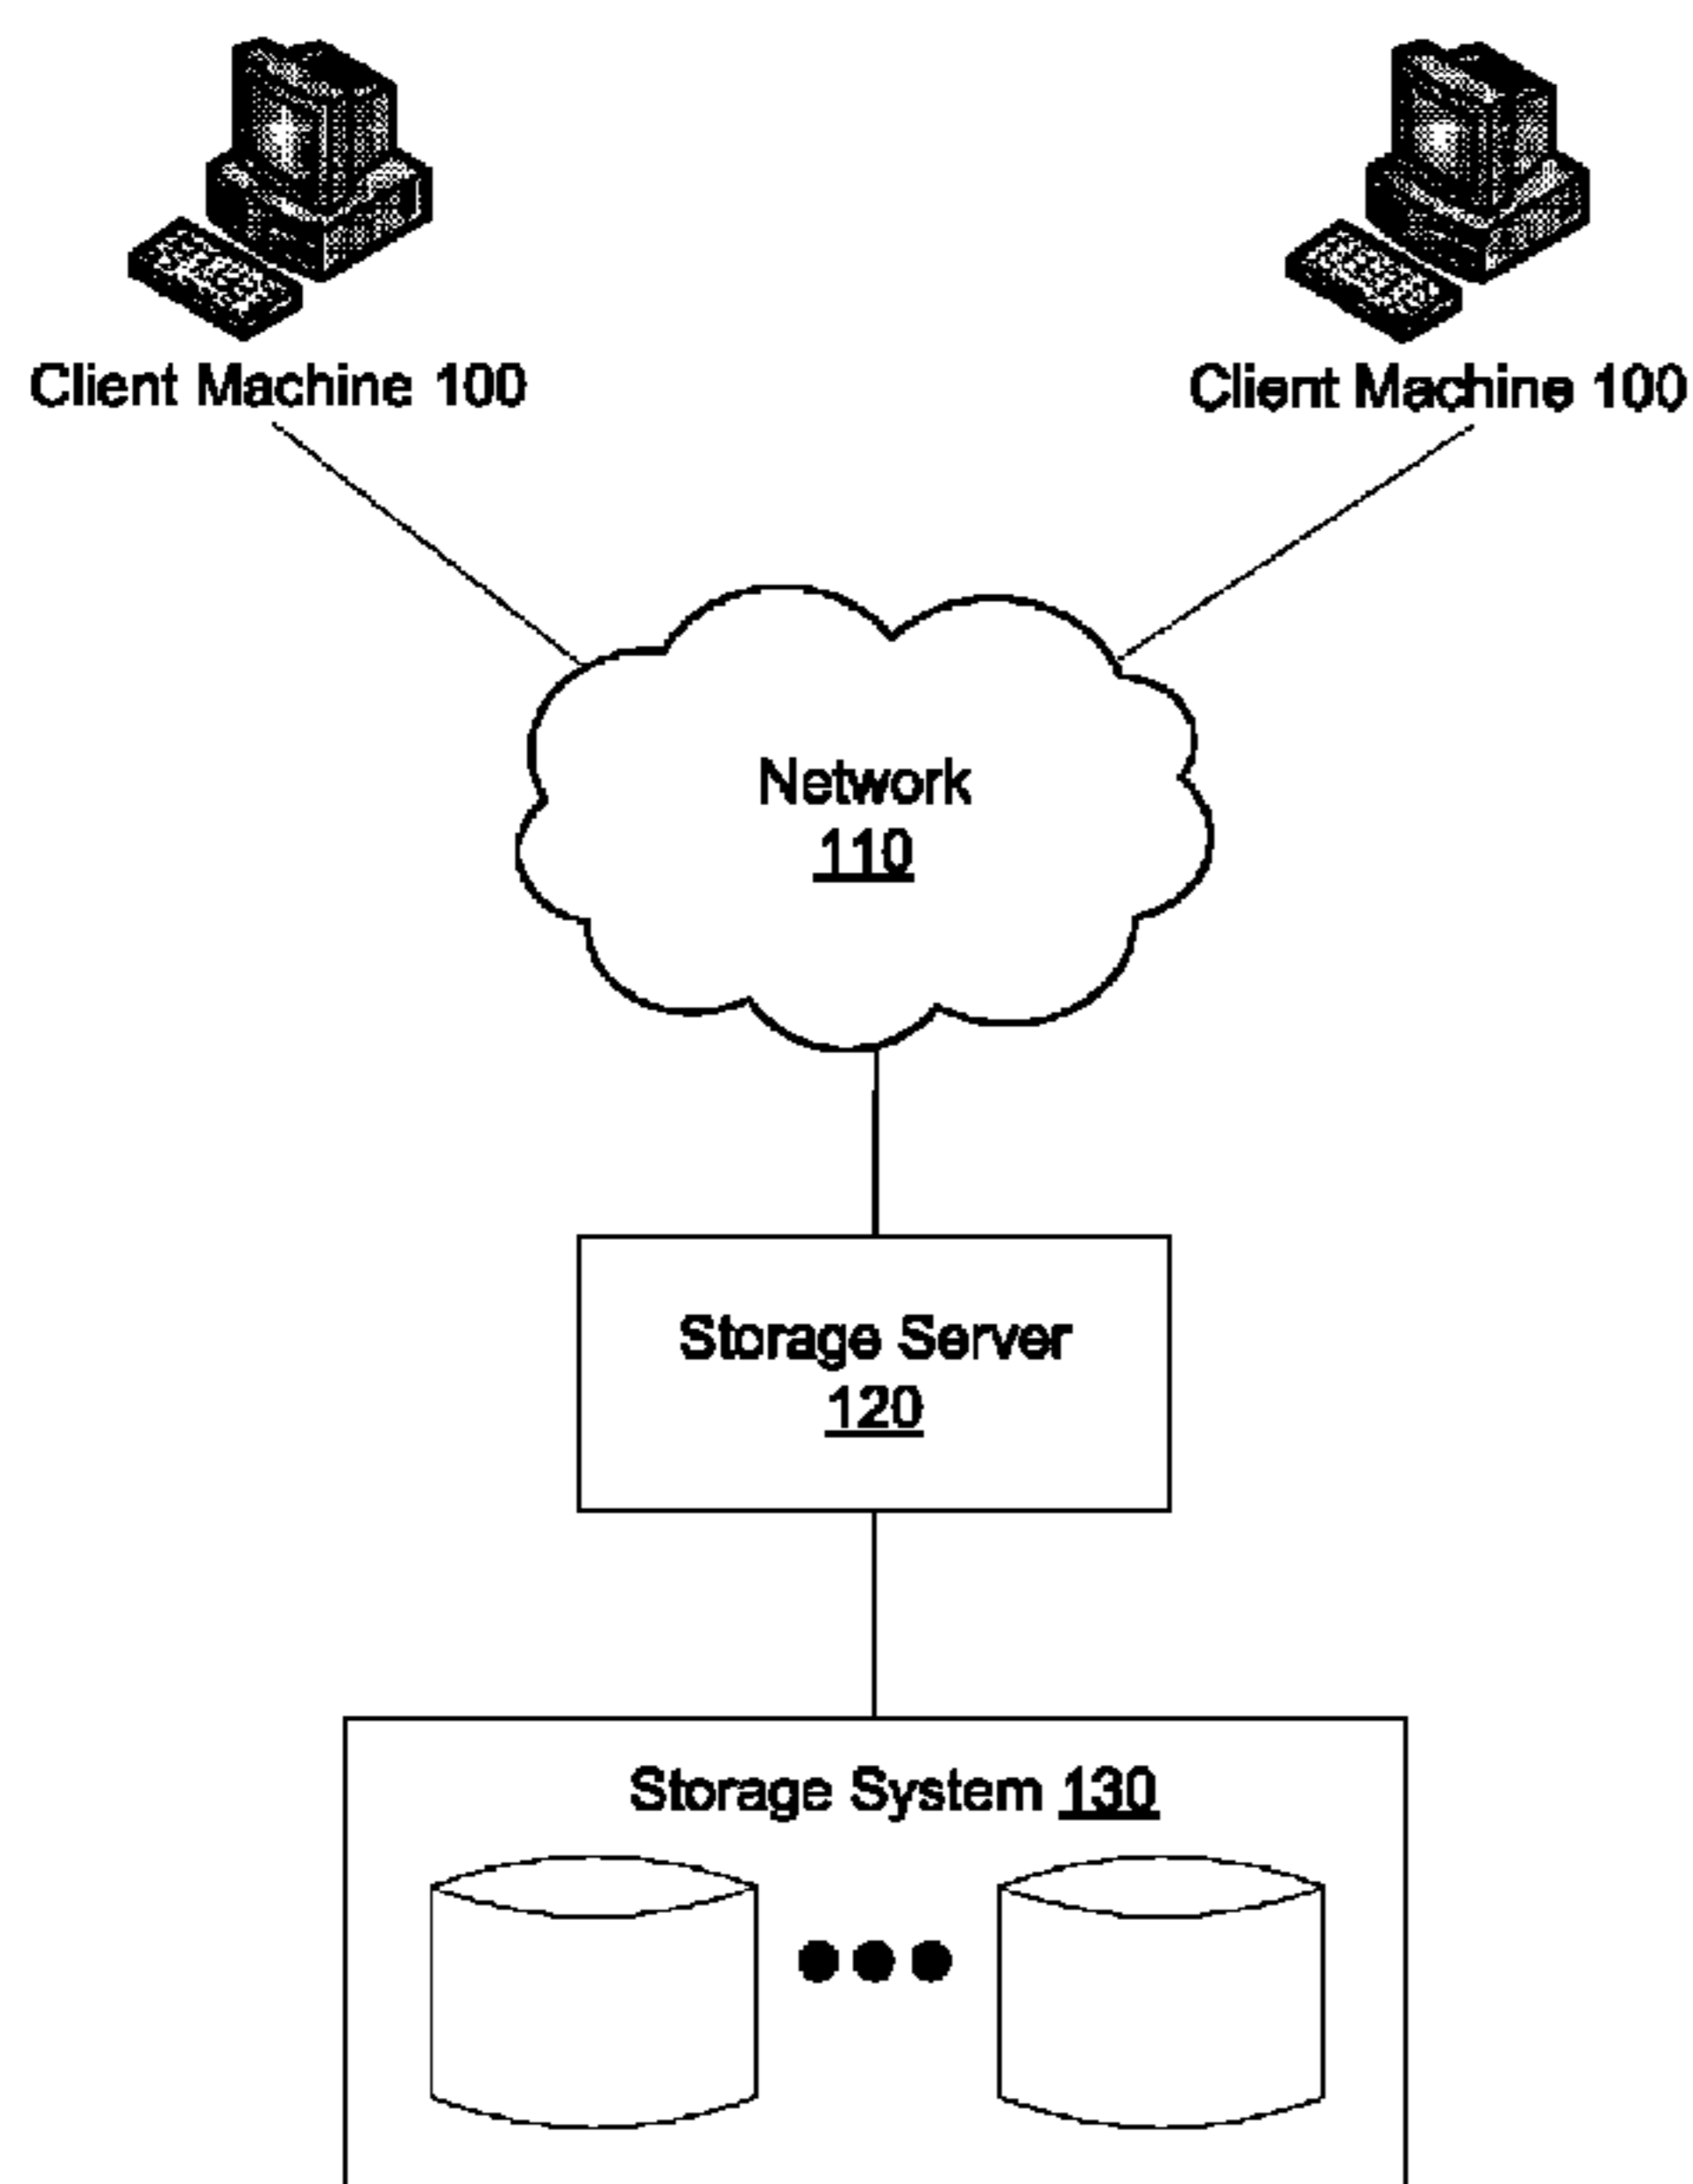 Client Machine 100
Client Machine 100
Network
110
Storage Server
120
Storage System 130